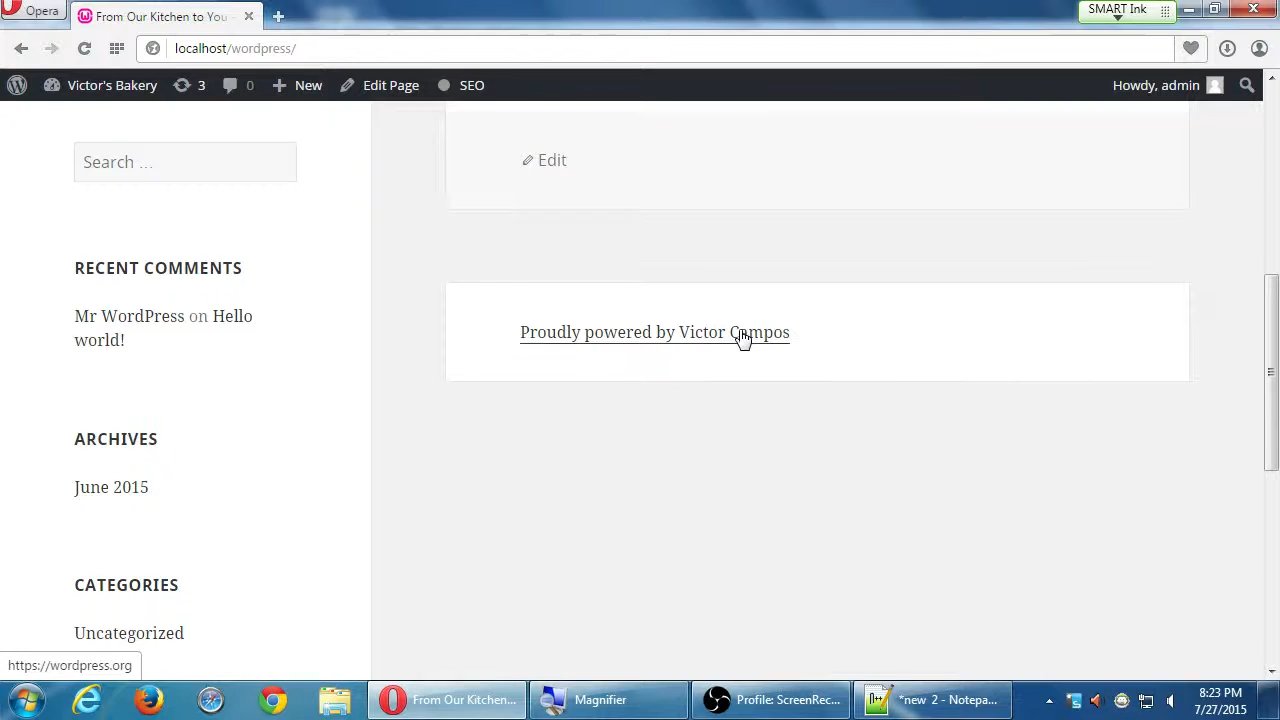 Opera
From Our Kitchen to You -
SMART Ink
localhost/wordpress/
Victor's Bakery
3
0
New
Edit Page
SEO
Howdy, admin
Search …
Edit
RECENT COMMENTS
Mr WordPress on Hello
world!
Proudly powered by Victor Campos
ARCHIVES
June 2015
CATEGORIES
Uncategorized
https://wordpress.org
From Our Kitchen...
Magnifier
Profile: ScreenRec...
*new 2 - Notepa...
8:23 PM
7/27/2015